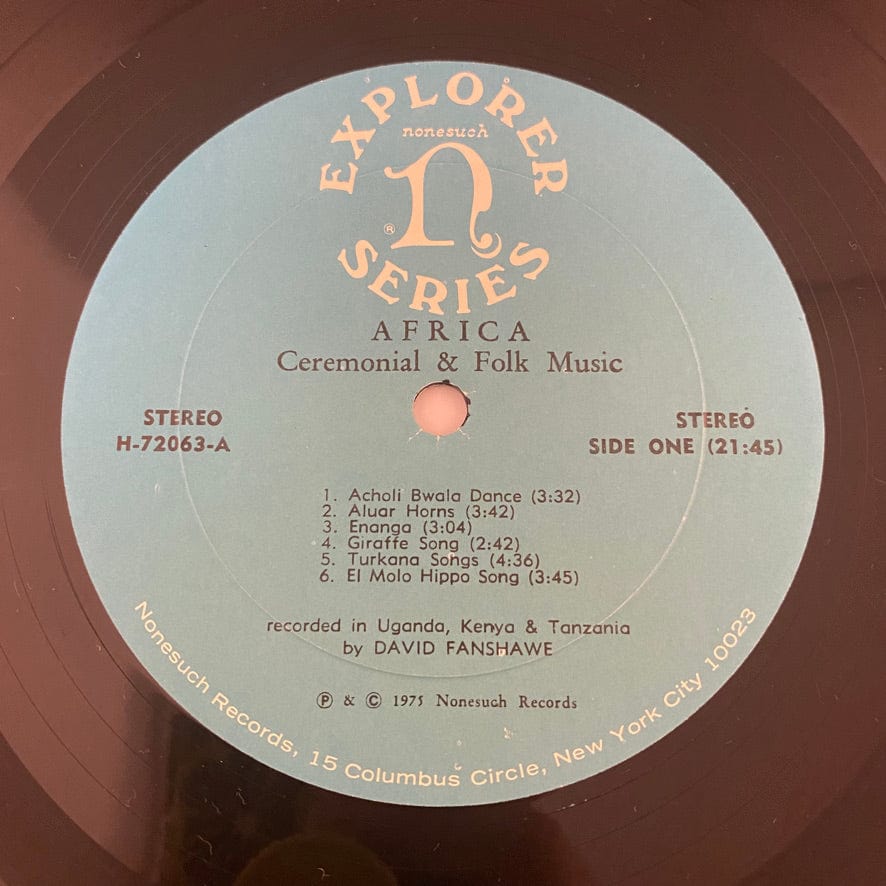 EXPLORER
nonesuch
n
®
SERIES
AFRICA
Ceremonial & Folk Music
STEREO
H-72063-A
STEREO
SIDE ONE (21:45)
1. Acholi Bwala Dance (3:32)
2. Aluar Horns (3:42)
3. Enanga (3:04)
4. Giraffe Song (2:42)
5. Turkana Songs (4:36)
6. El Molo Hippo Song (3:45)
recorded in Uganda, Kenya & Tanzania
by DAVID FANSHAWE
℗ & © 1975 Nonesuch Records
Nonesuch Records, 15 Columbus Circle, New York City 10023